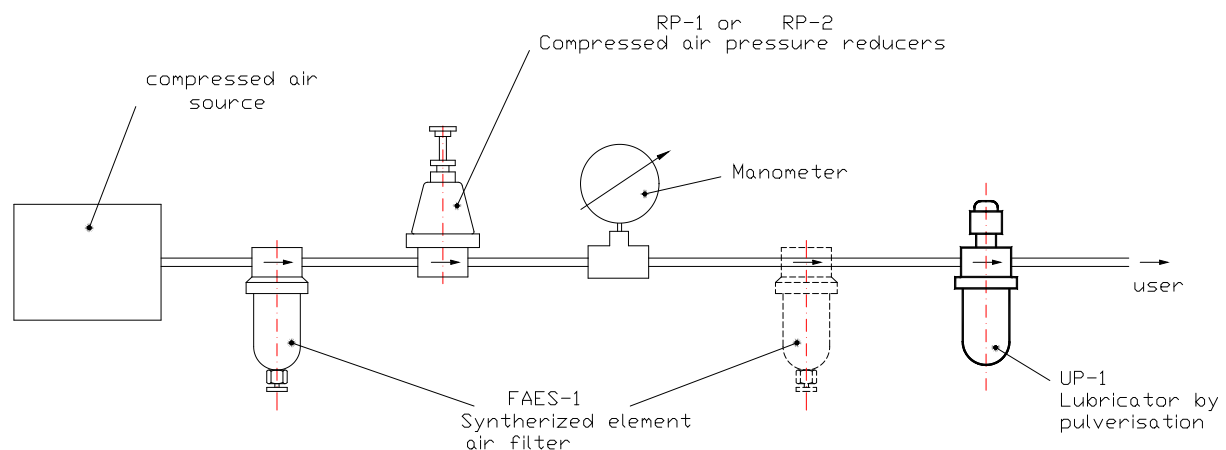 RP-1 or RP-2
Compressed air pressure reducers
compressed air
source
Manometer
user
FAES-1
Syntherized element
air filter
UP-1
Lubricator by
pulverisation